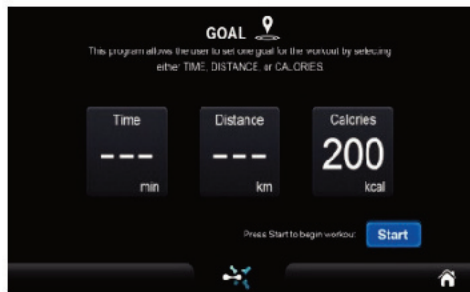 GOAL
This program allows the user to set one goal for the workout by selecting
either TIME, DISTANCE, or CALORIES.
Time Distance Calories
--- --- 200
min km kcal
Press Start to begin workout Start